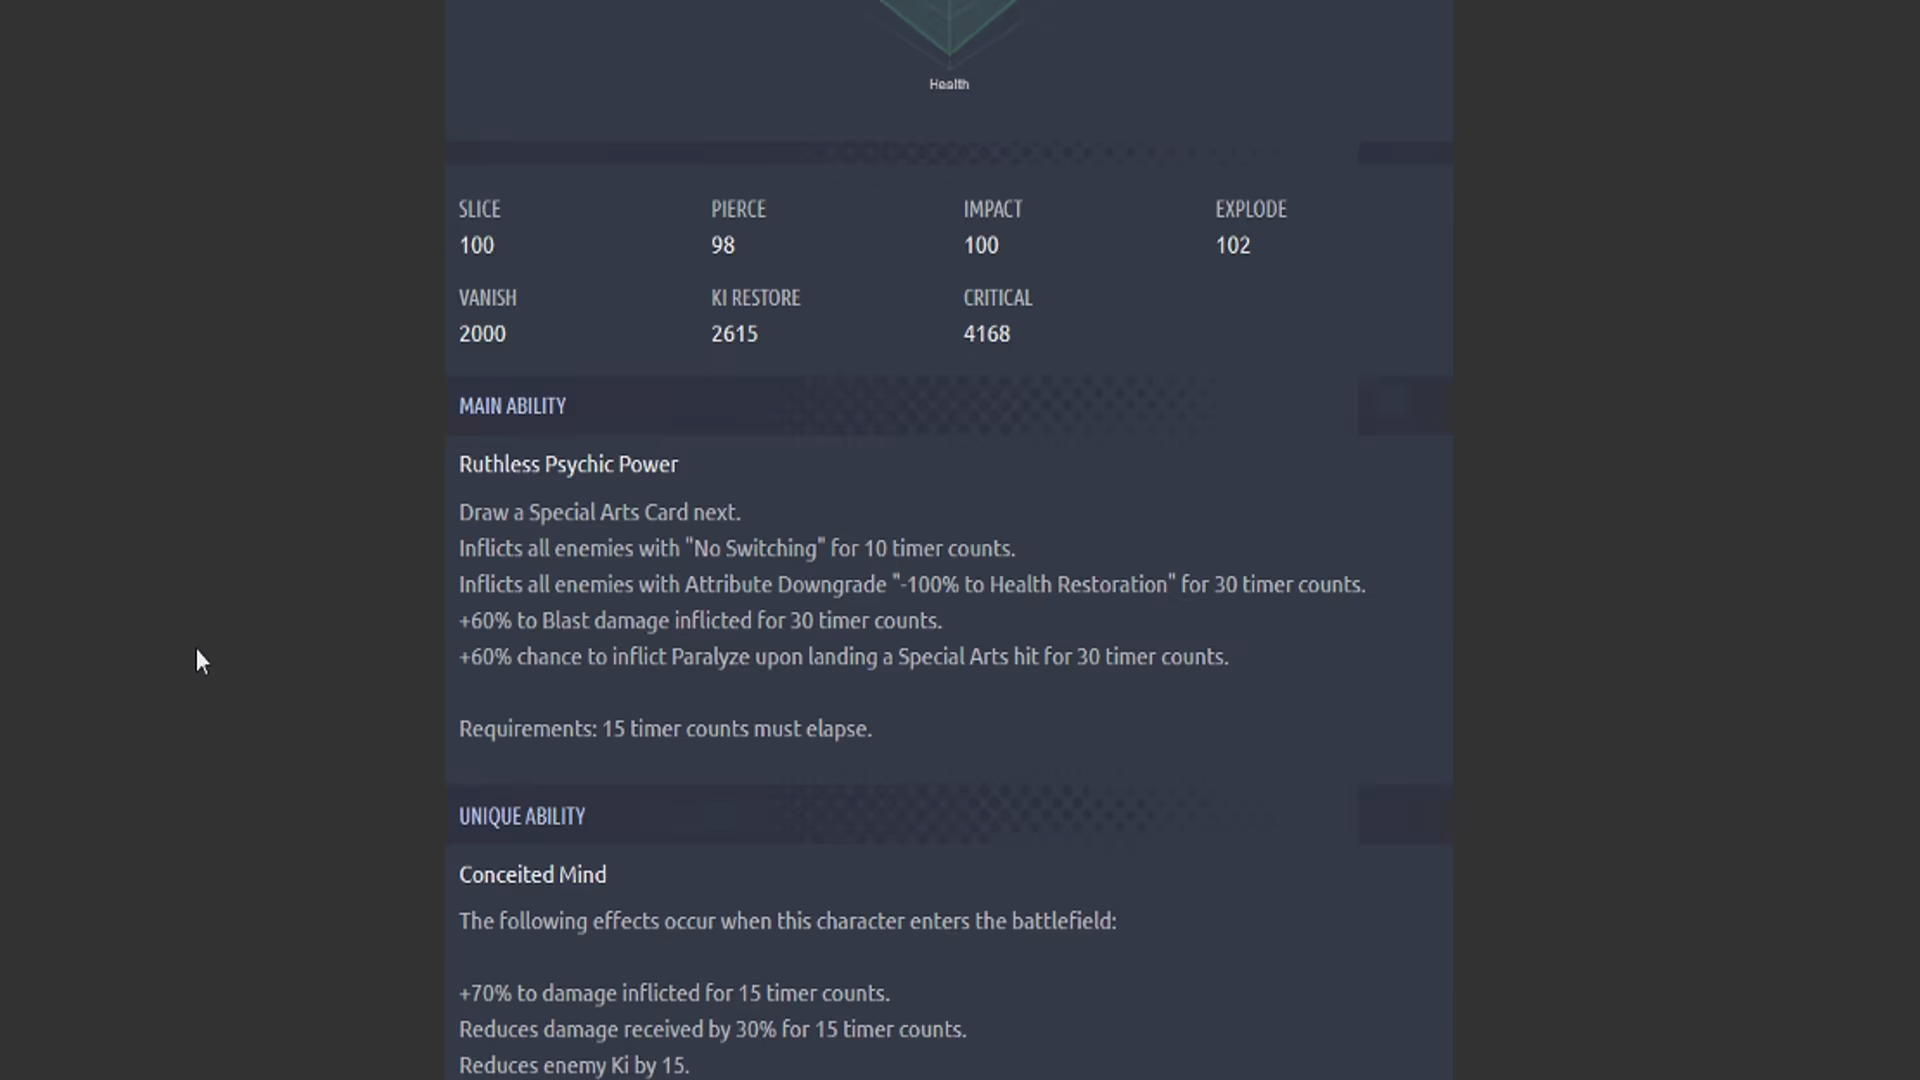 Health
SLICE PIERCE IMPACT EXPLODE
100 98 100 102
VANISH KI RESTORE CRITICAL
2000 2615 4168
MAIN ABILITY
Ruthless Psychic Power
Draw a Special Arts Card next.
Inflicts all enemies with "No Switching" for 10 timer counts.
Inflicts all enemies with Attribute Downgrade "-100% to Health Restoration" for 30 timer counts.
+60% to Blast damage inflicted for 30 timer counts.
+60% chance to inflict Paralyze upon landing a Special Arts hit for 30 timer counts.
Requirements: 15 timer counts must elapse.
UNIQUE ABILITY
Conceited Mind
The following effects occur when this character enters the battlefield:
+70% to damage inflicted for 15 timer counts.
Reduces damage received by 30% for 15 timer counts.
Reduces enemy Ki by 15.